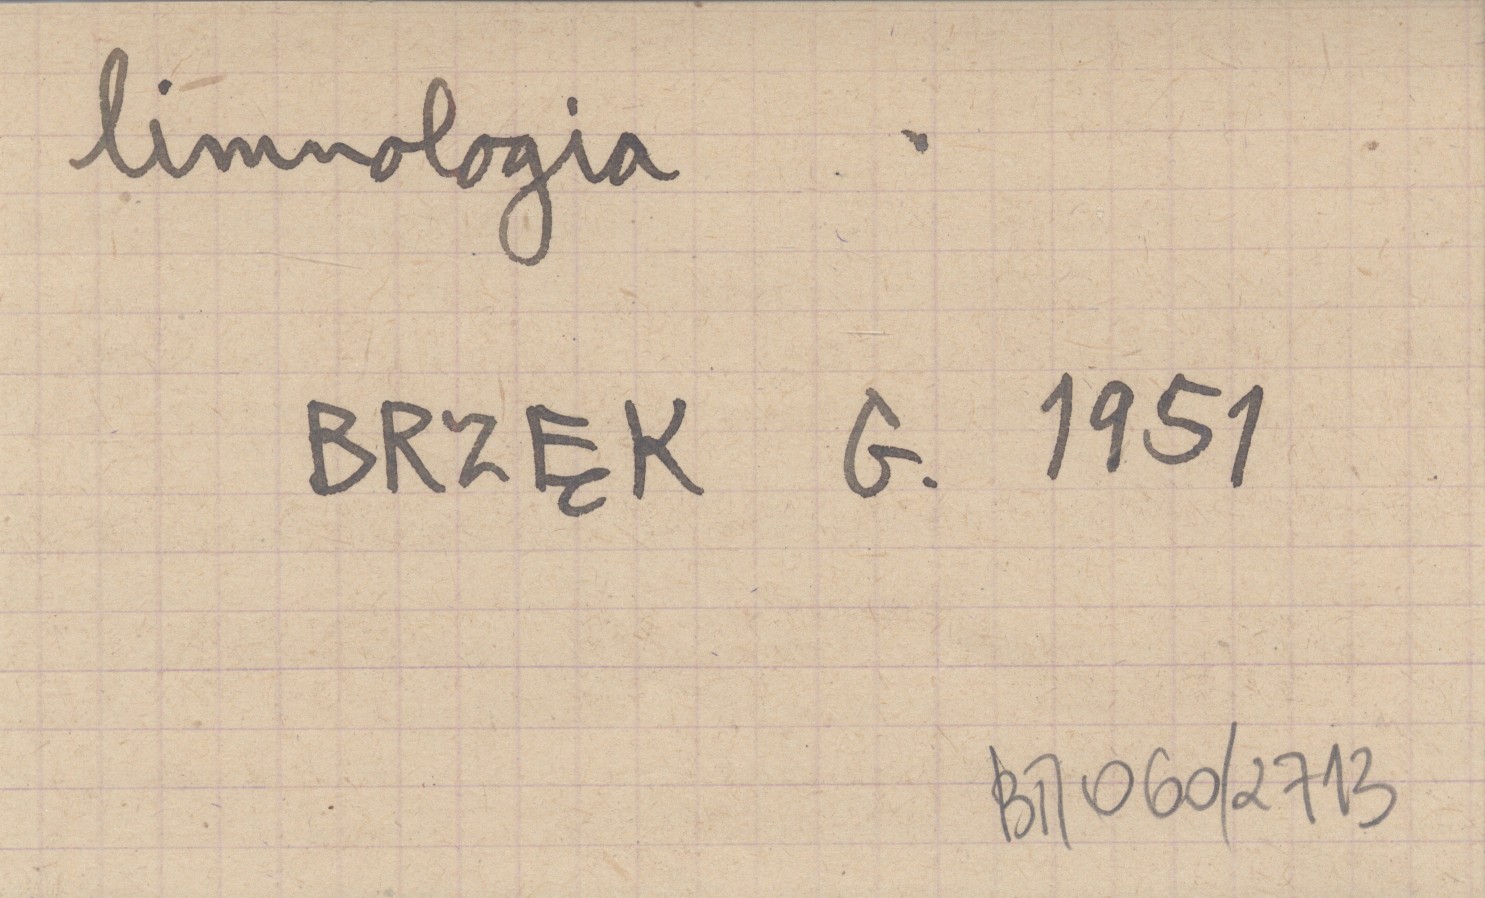 limnologia
BRZĘK G. 1951
BT/060/2713